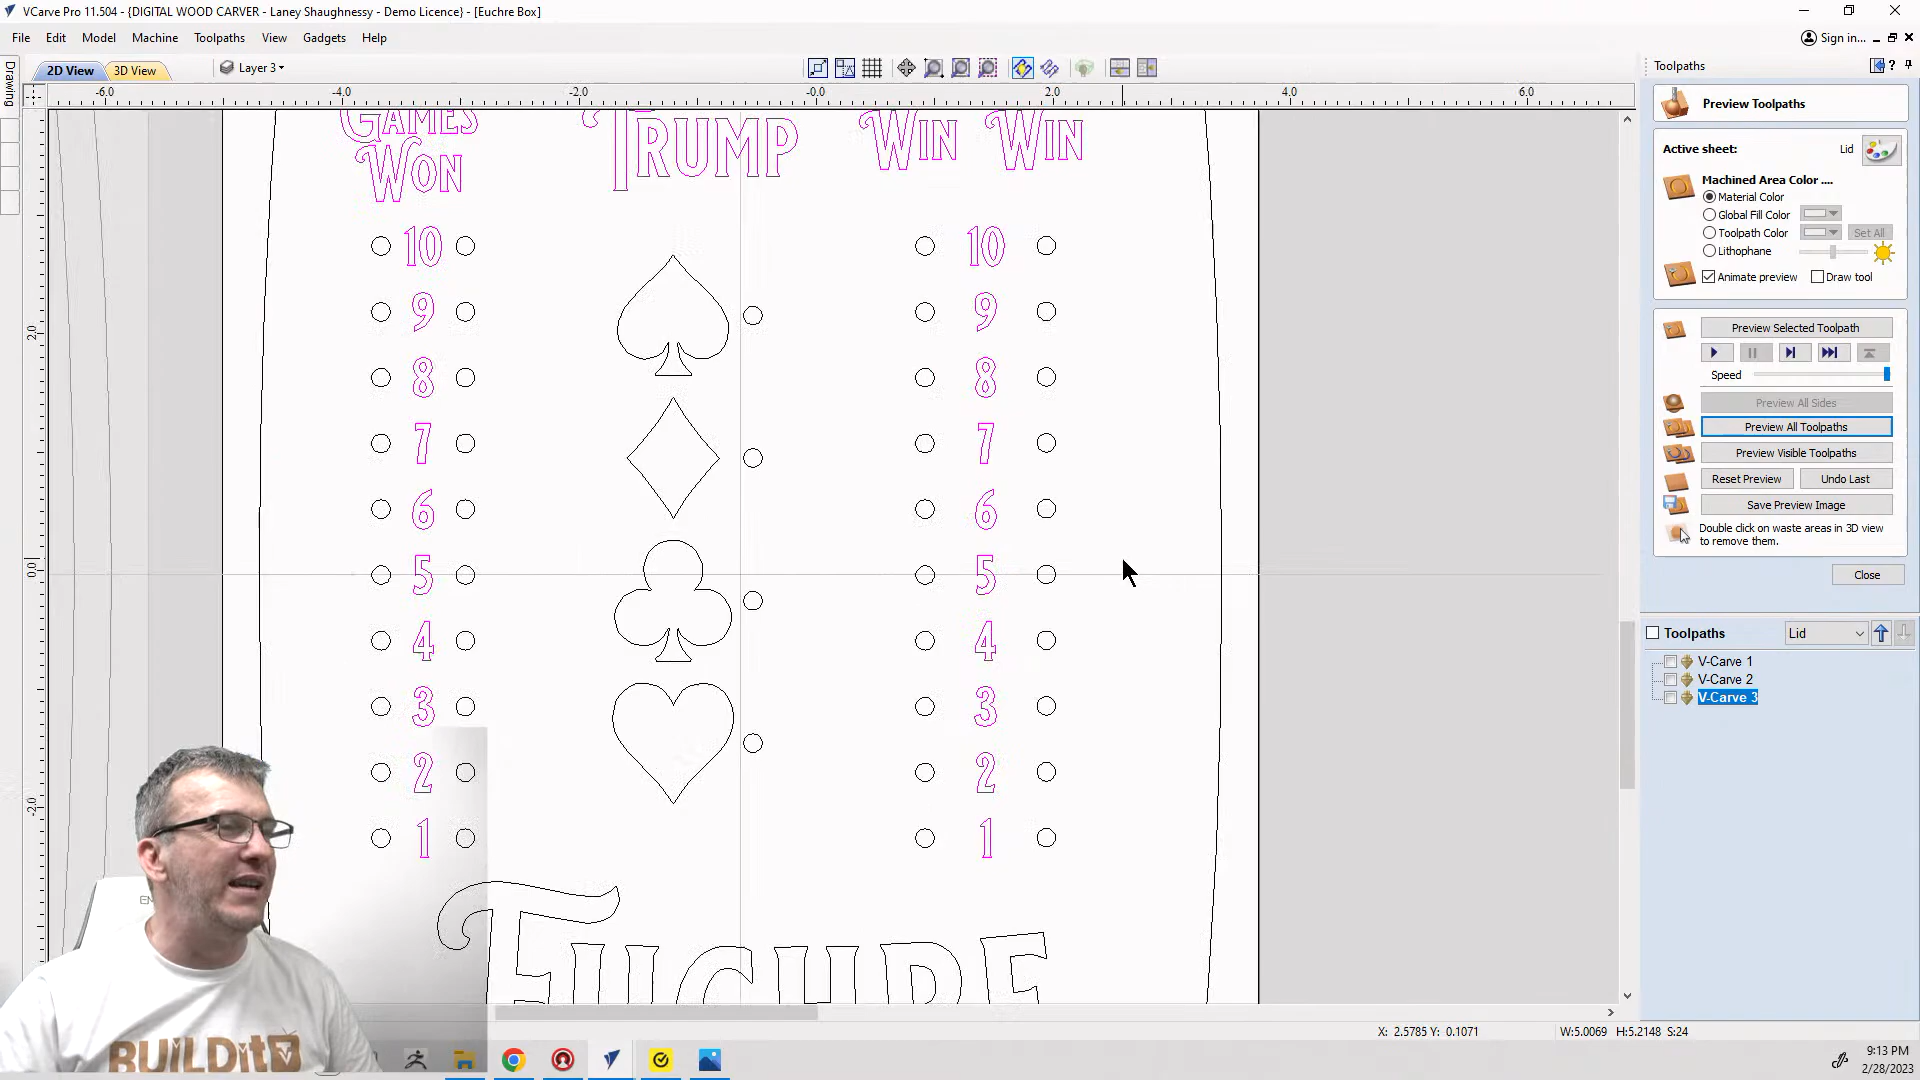 VCarve Pro 11.504 - {DIGITAL WOOD CARVER - Laney Shaughnessy - Demo Licence} - [Euchre Box]
File Edit Model Machine Toolpaths View Gadgets Help
Sign in...
Drawing
2D View 3D View Layer 3
Toolpaths
-6.0 -4.0 -2.0 -0.0 2.0 4.0 6.0
2.0
0.0
-2.0
GAMES WON
TRUMP
WIN WIN
10 10
9 9
8 8
7 7
6 6
5 5
4 4
3 3
2 2
1 1
EUCHRE
Preview Toolpaths
Active sheet: Lid
Machined Area Color ....
Material Color
Global Fill Color
Toolpath Color Set All
Lithophane
Animate preview Draw tool
Preview Selected Toolpath
Speed
Preview All Sides
Preview All Toolpaths
Preview Visible Toolpaths
Reset Preview Undo Last
Save Preview Image
Double click on waste areas in 3D view
to remove them.
Close
Toolpaths Lid
V-Carve 1
V-Carve 2
V-Carve 3
BUILDit
X: 2.5785 Y: 0.1071 W:5.0069 H:5.2148 S:24
9:13 PM
2/28/2023